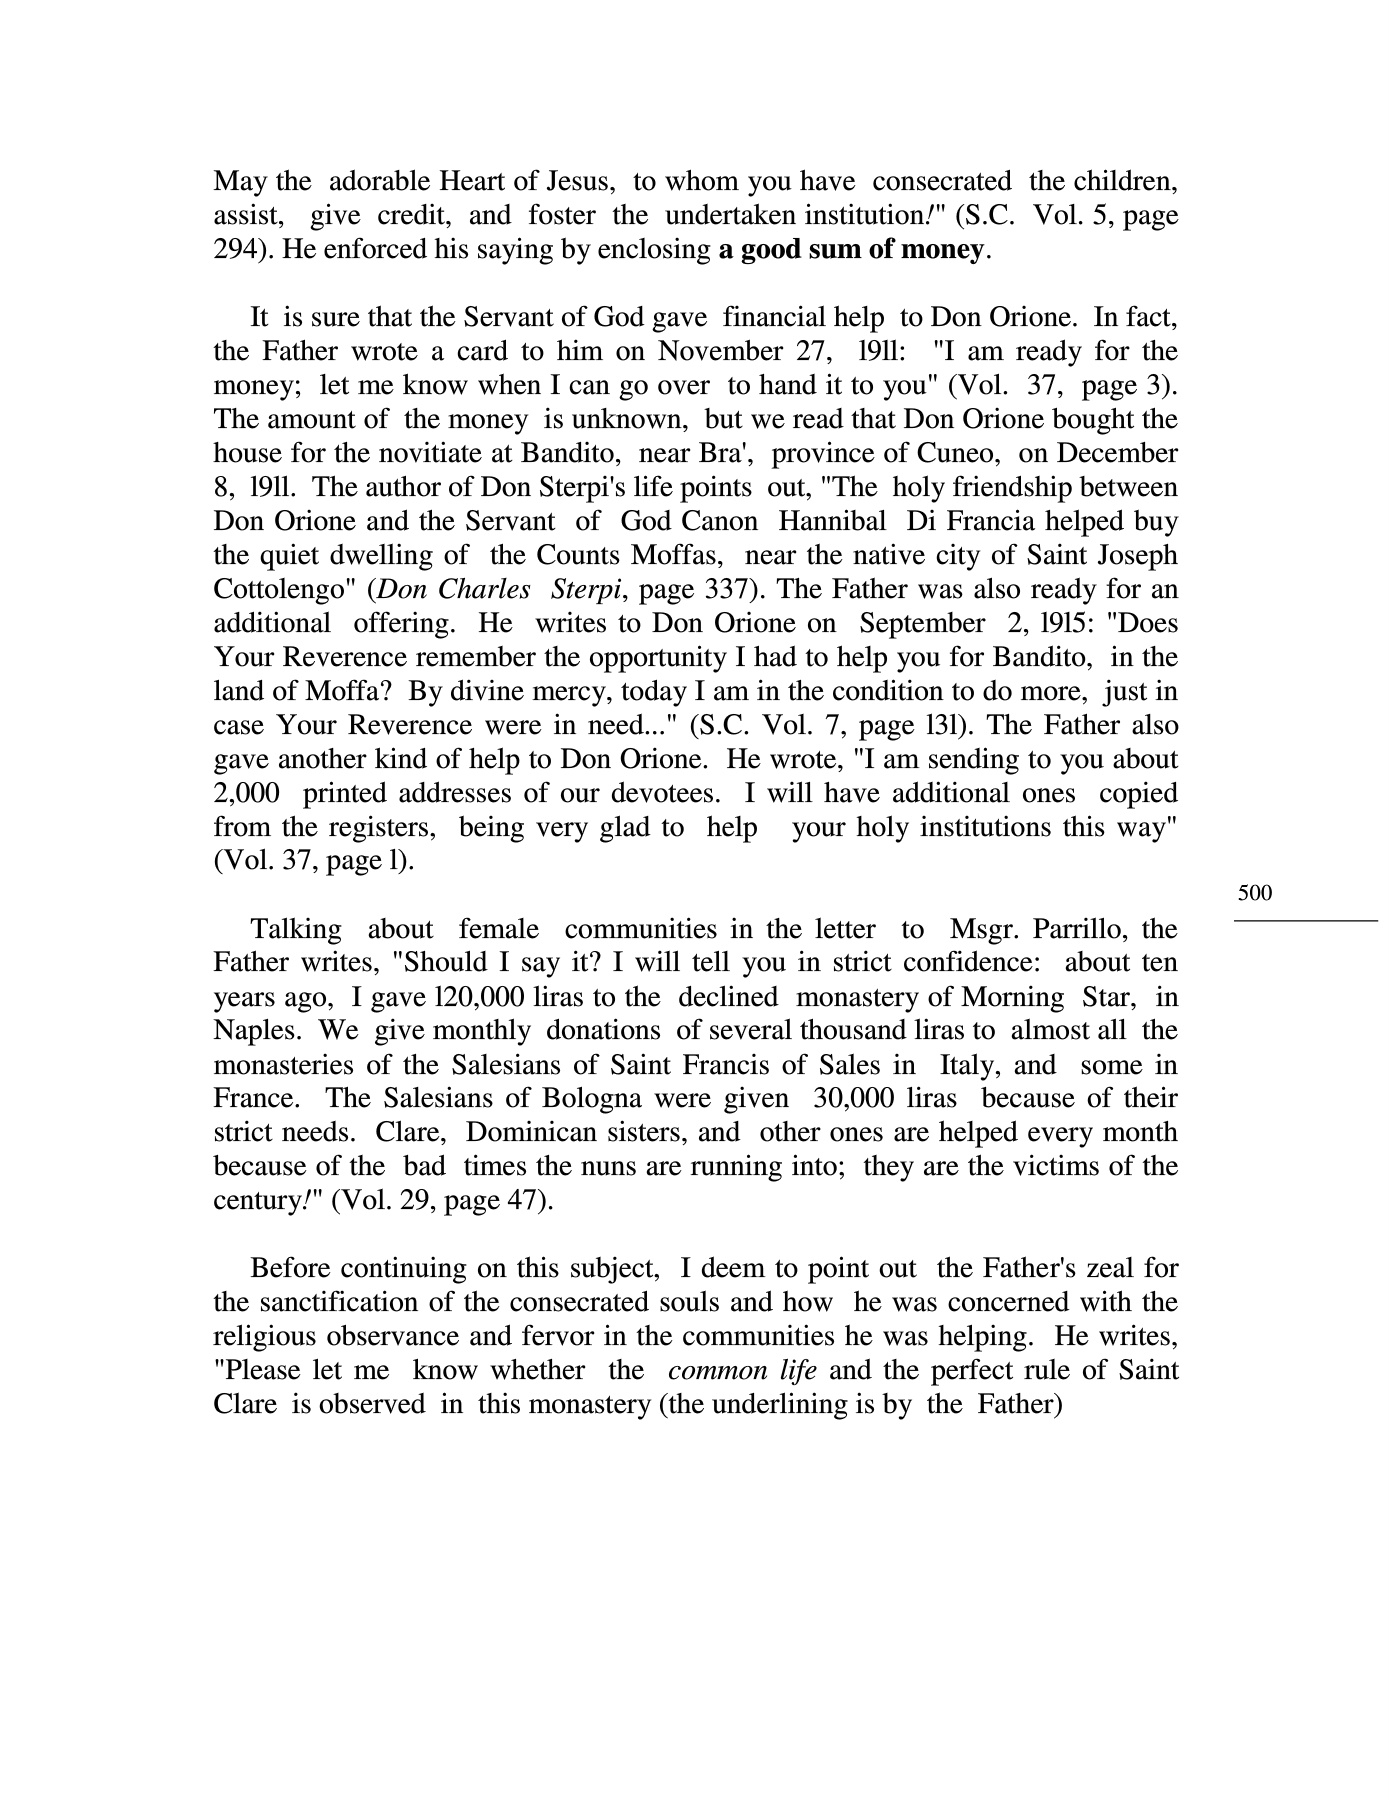 May the adorable Heart of Jesus, to whom you have consecrated the children,
assist, give credit, and foster the undertaken institution!" (S.C. Vol. 5, page
294). He enforced his saying by enclosing a good sum of money.
It is sure that the Servant of God gave financial help to Don Orione. In fact,
the Father wrote a card to him on November 27, 19ll: "I am ready for the
money; let me know when I can go over to hand it to you" (Vol. 37, page 3).
The amount of the money is unknown, but we read that Don Orione bought the
house for the novitiate at Bandito, near Bra', province of Cuneo, on December
8, 19ll. The author of Don Sterpi's life points out, "The holy friendship between
Don Orione and the Servant of God Canon Hannibal Di Francia helped buy
the quiet dwelling of the Counts Moffas, near the native city of Saint Joseph
Cottolengo" (Don Charles Sterpi, page 337). The Father was also ready for an
additional offering. He writes to Don Orione on September 2, l9l5: "Does
Your Reverence remember the opportunity I had to help you for Bandito, in the
land of Moffa? By divine mercy, today I am in the condition to do more, just in
case Your Reverence were in need..." (S.C. Vol. 7, page l3l). The Father also
gave another kind of help to Don Orione. He wrote, "I am sending to you about
2,000 printed addresses of our devotees. I will have additional ones copied
from the registers, being very glad to help your holy institutions this way"
(Vol. 37, page l).
500
Talking about female communities in the letter to Msgr. Parrillo, the
Father writes, "Should I say it? I will tell you in strict confidence: about ten
years ago, I gave l20,000 liras to the declined monastery of Morning Star, in
Naples. We give monthly donations of several thousand liras to almost all the
monasteries of the Salesians of Saint Francis of Sales in Italy, and some in
France. The Salesians of Bologna were given 30,000 liras because of their
strict needs. Clare, Dominican sisters, and other ones are helped every month
because of the bad times the nuns are running into; they are the victims of the
century!" (Vol. 29, page 47).
Before continuing on this subject, I deem to point out the Father's zeal for
the sanctification of the consecrated souls and how he was concerned with the
religious observance and fervor in the communities he was helping. He writes,
"Please let me know whether the common life and the perfect rule of Saint
Clare is observed in this monastery (the underlining is by the Father)